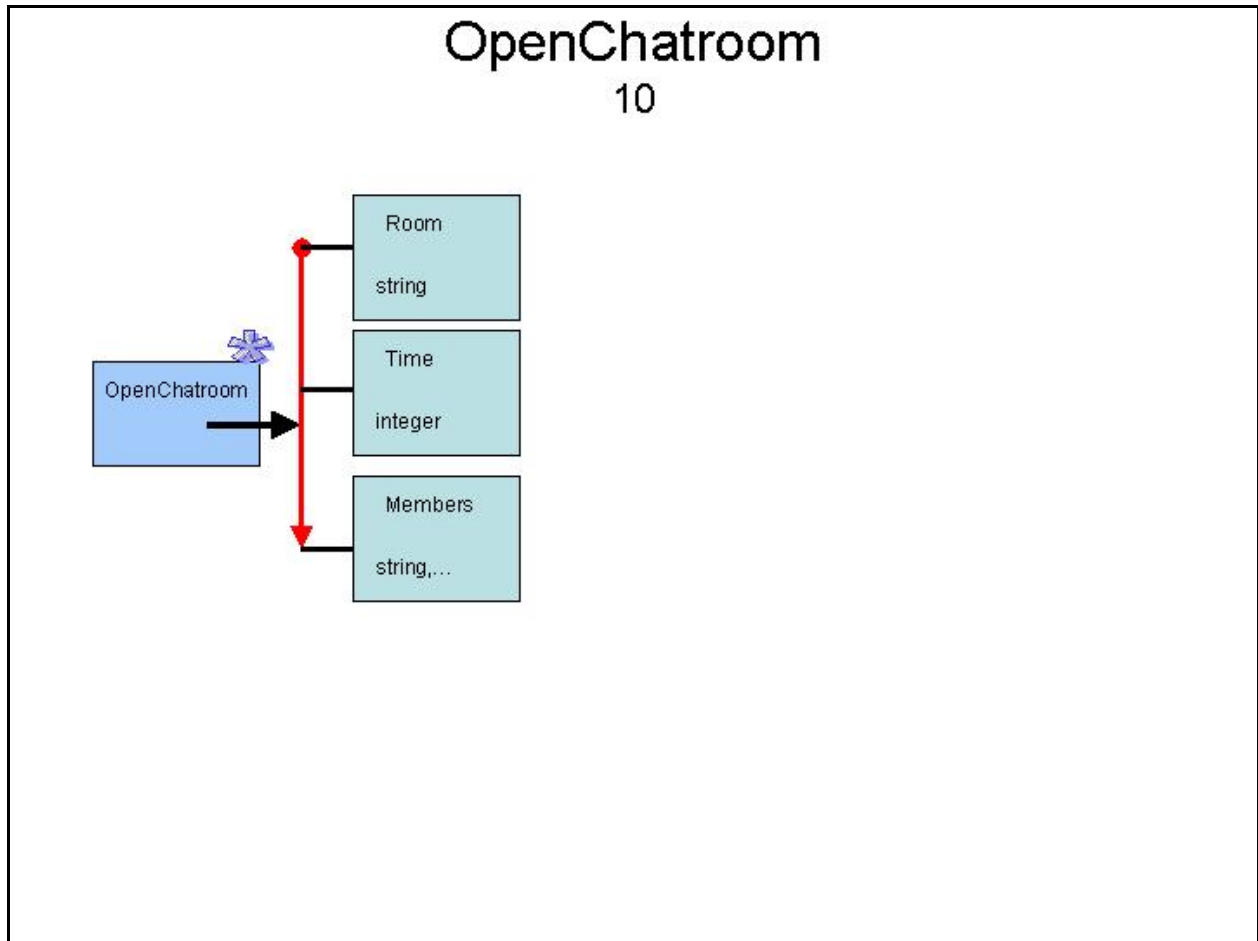 OpenChatroom
10
Room
string
OpenChatroom
Time
integer
Members
string,...